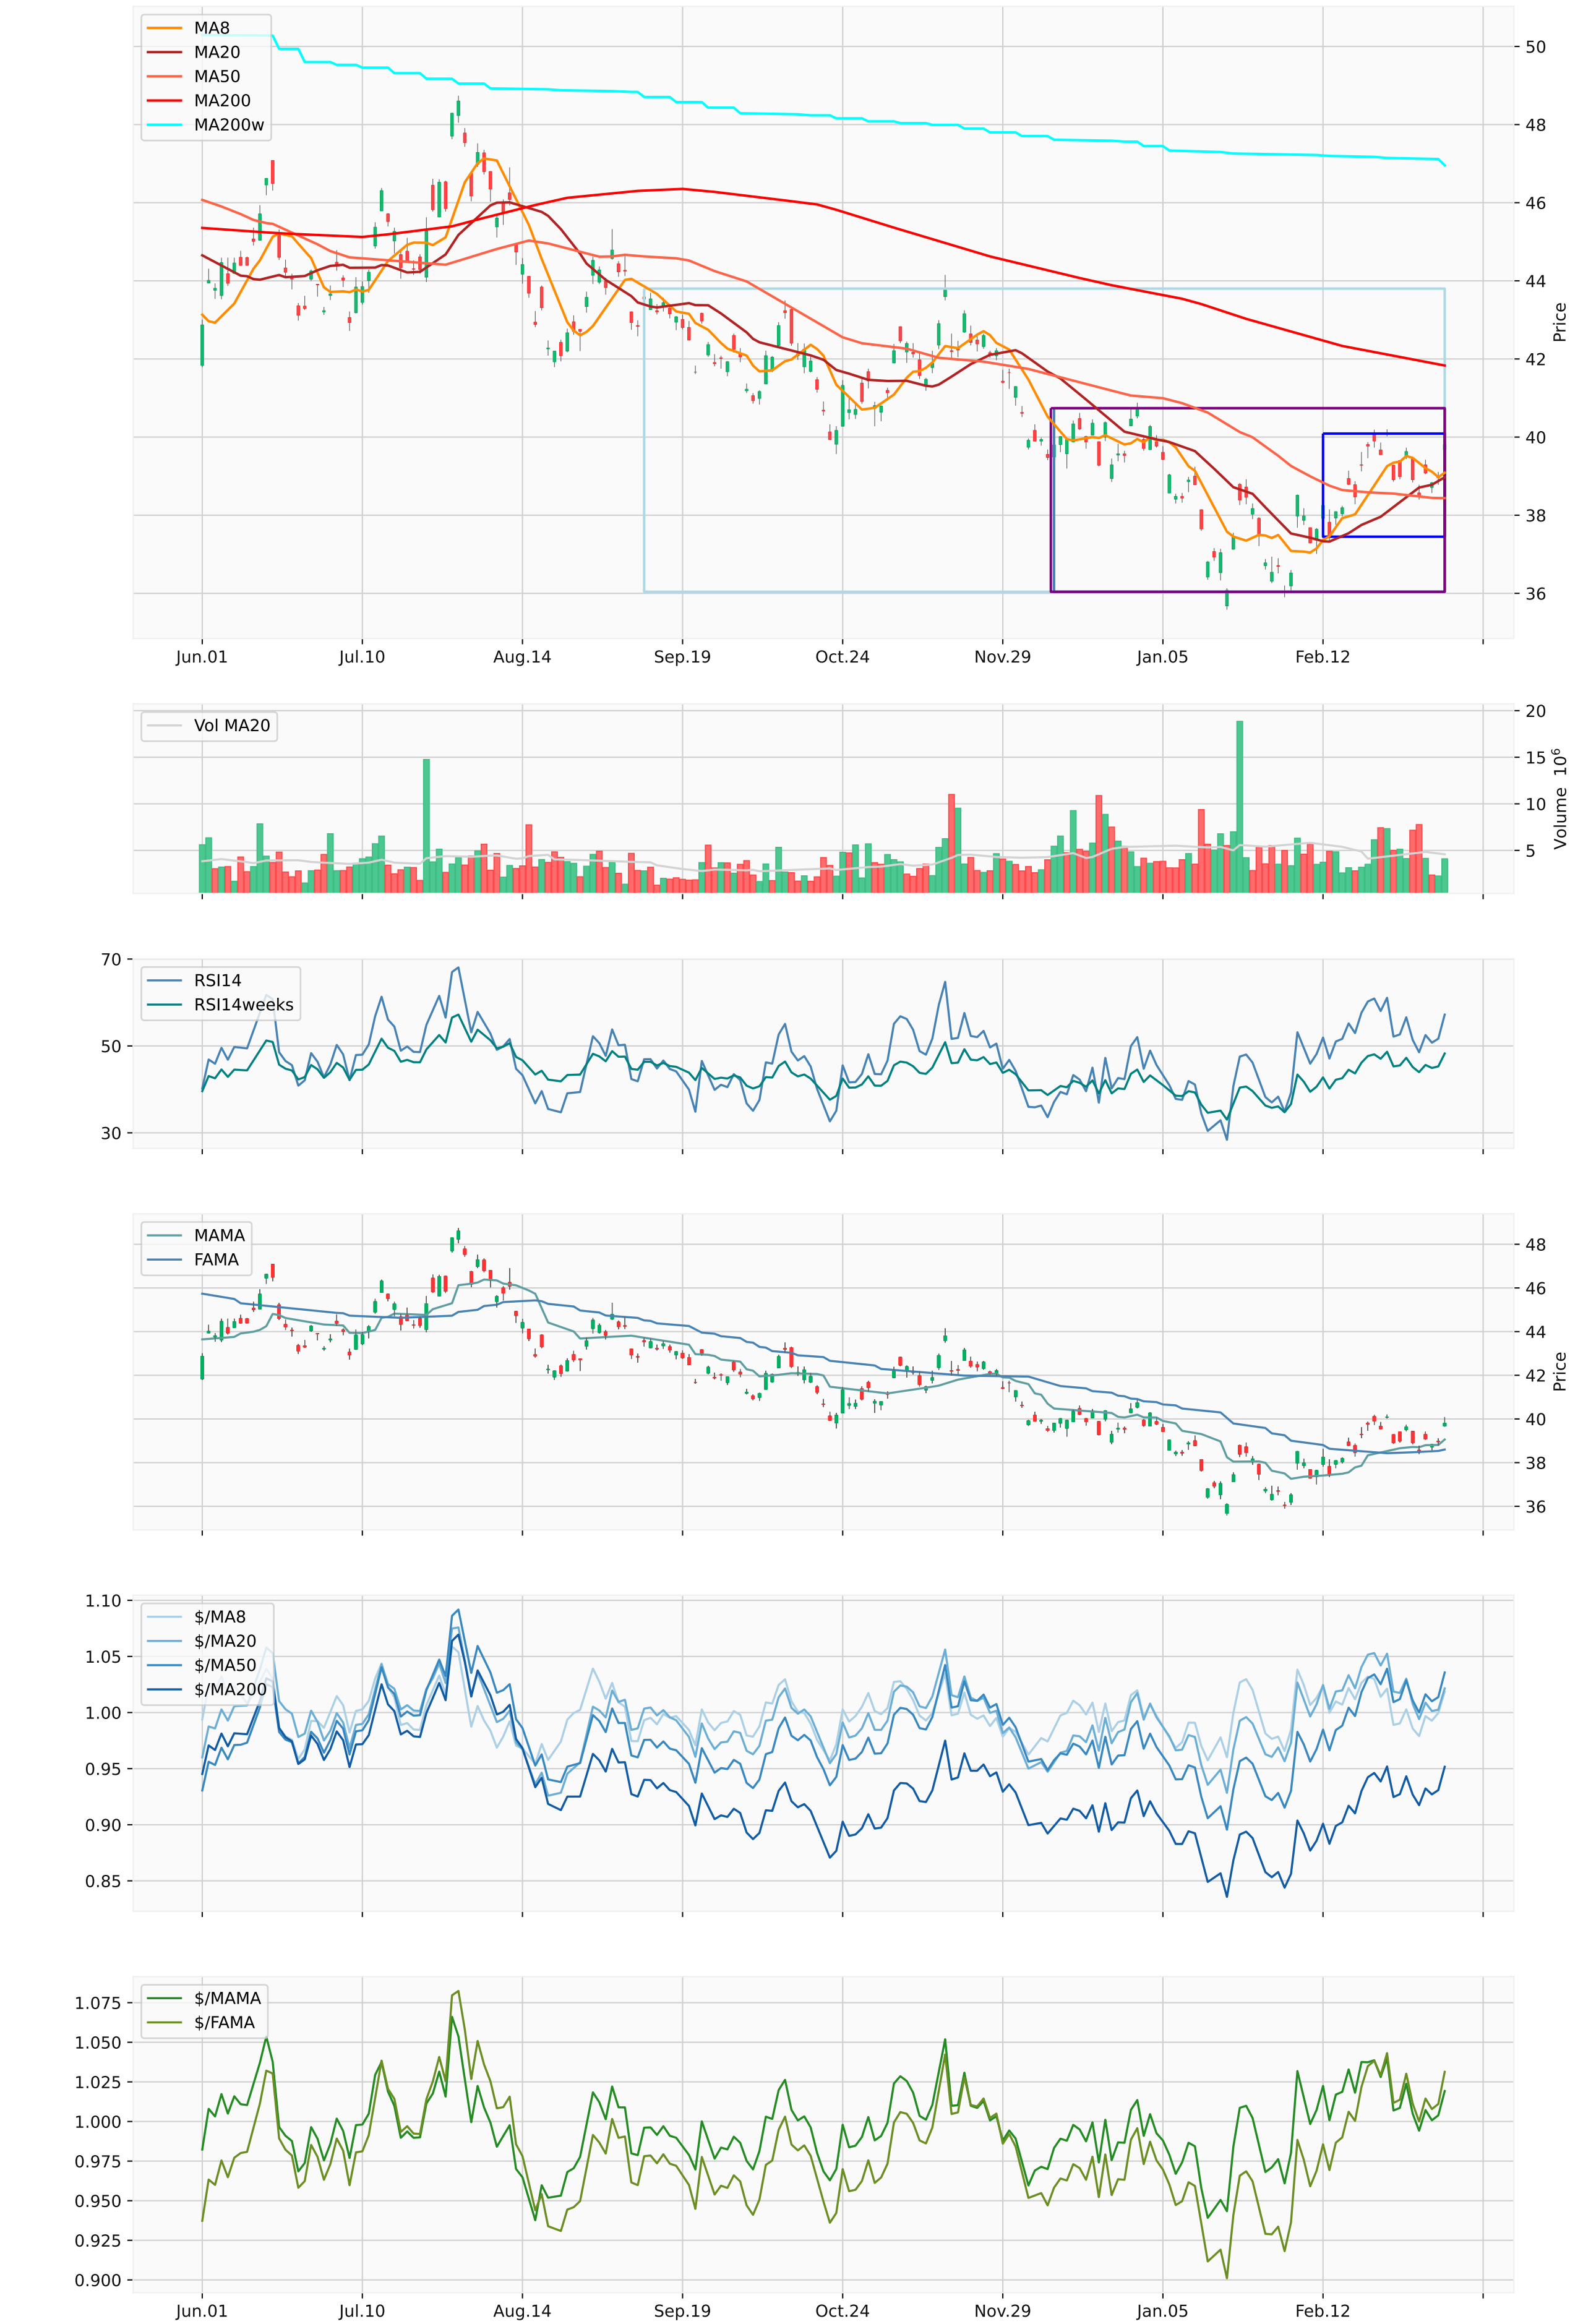 MA8
MA20
MA50
MA200
MA200w
50
48
46
44
42
40
38
36
Price
Jun.01 Jul.10 Aug.14 Sep.19 Oct.24 Nov.29 Jan.05 Feb.12
Vol MA20
20
15
10
5
Volume 10⁶
70
50
30
RSI14
RSI14weeks
MAMA
FAMA
48
46
44
42
40
38
36
Price
1.10
1.05
1.00
0.95
0.90
0.85
$/MA8
$/MA20
$/MA50
$/MA200
1.075
1.050
1.025
1.000
0.975
0.950
0.925
0.900
$/MAMA
$/FAMA
Jun.01 Jul.10 Aug.14 Sep.19 Oct.24 Nov.29 Jan.05 Feb.12